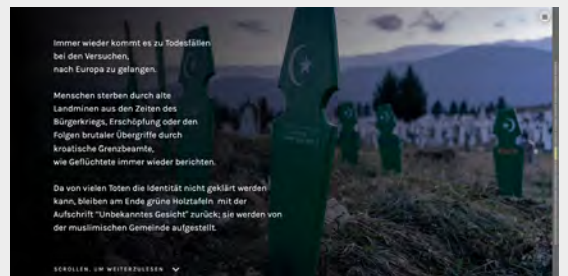 Immer wieder kommt es zu Todesfällen
bei den Versuchen,
nach Europa zu gelangen.
Menschen sterben durch alte
Landminen aus den Zeiten des
Bürgerkriegs, Erschöpfung oder den
Folgen brutaler Übergriffe durch
kroatische Grenzbeamte,
wie Geflüchtete immer wieder berichten.
Da von vielen Toten die Identität nicht geklärt werden
kann, bleiben am Ende grüne Holztafeln mit der
Aufschrift "Unbekanntes Gesicht" zurück; sie werden von
der muslimischen Gemeinde aufgestellt.
SCROLLEN, UM WEITERZULESEN